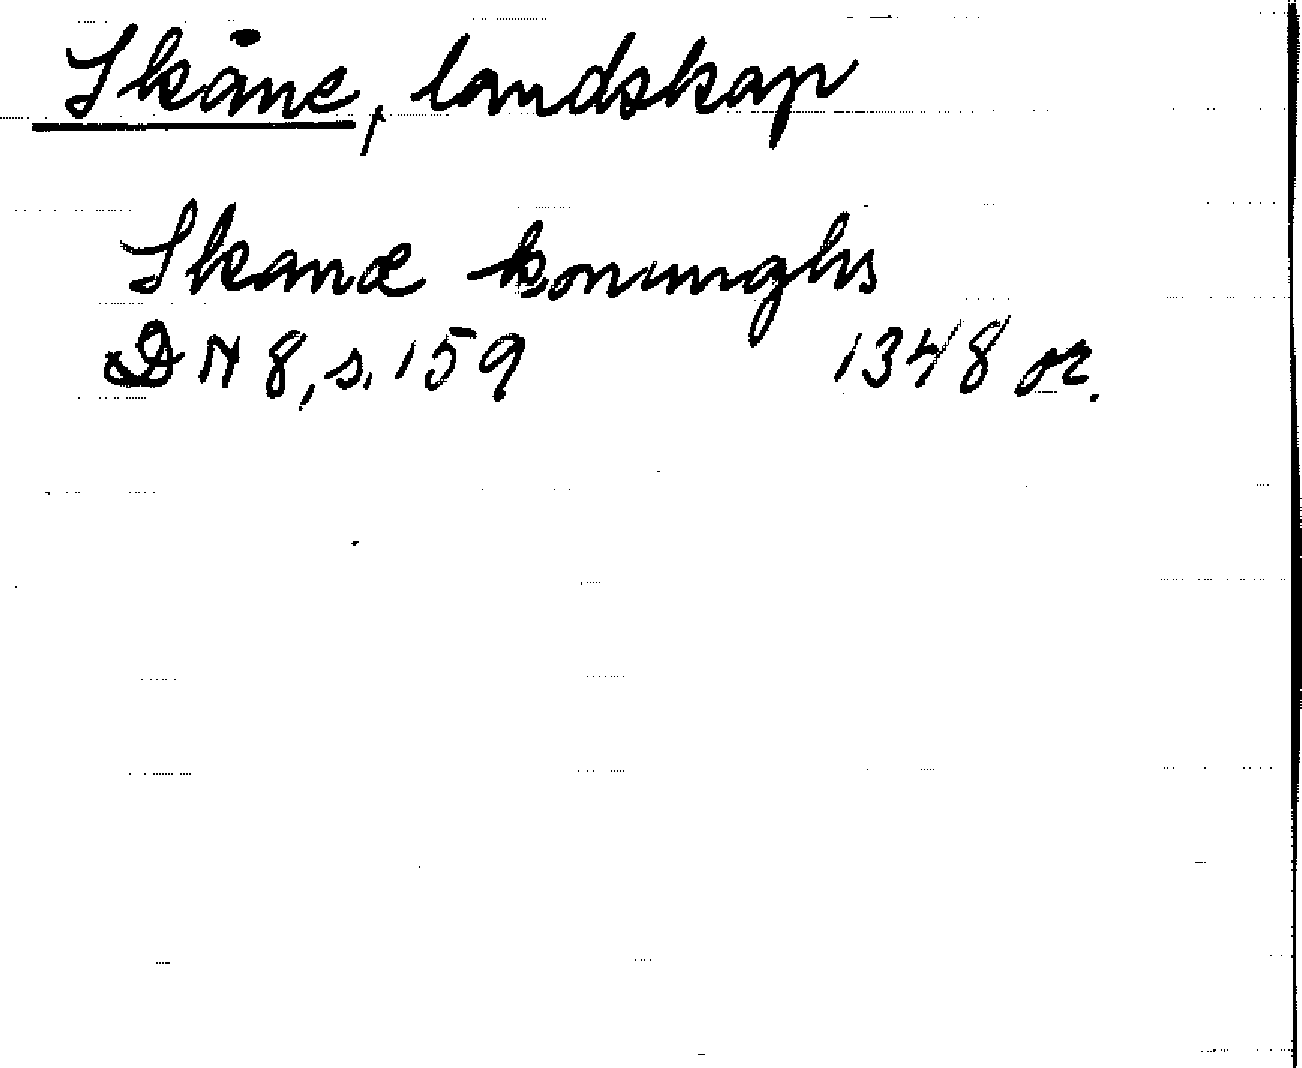 Skåne, landskap
Skanæ konunghs
DN 8, s. 159 1348 or.